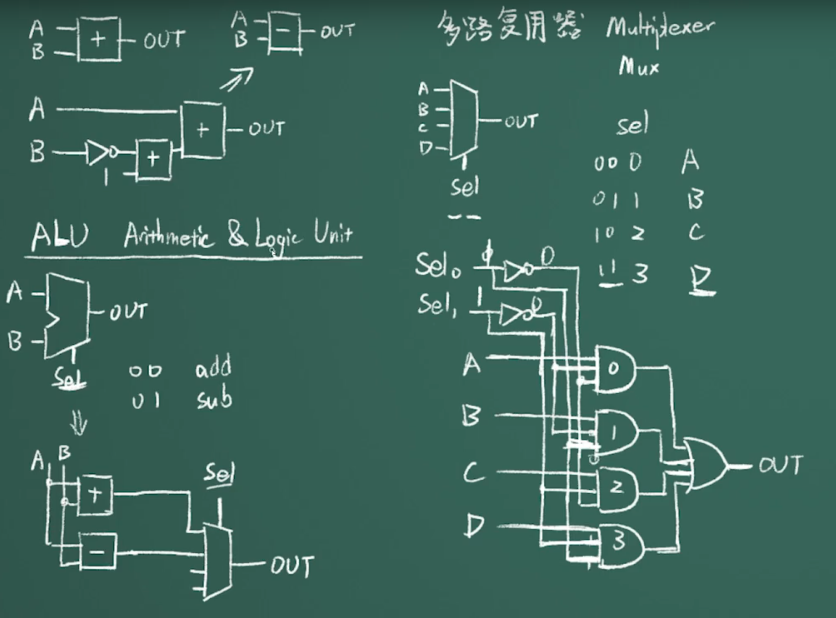 A
B
+
OUT
A
B
-
OUT
A
B
1
+
+
OUT
ALU Arithmetic & Logic Unit
A
B
OUT
Sel
00 add
01 sub
A B
+
-
Sel
OUT
多路复用器 Multiplexer
Mux
A
B
C
D
OUT
sel
sel
00 0 A
01 1 B
10 2 C
11 3 D
Sel₀
Sel₁
1
0
A
B
C
D
0
1
2
3
OUT